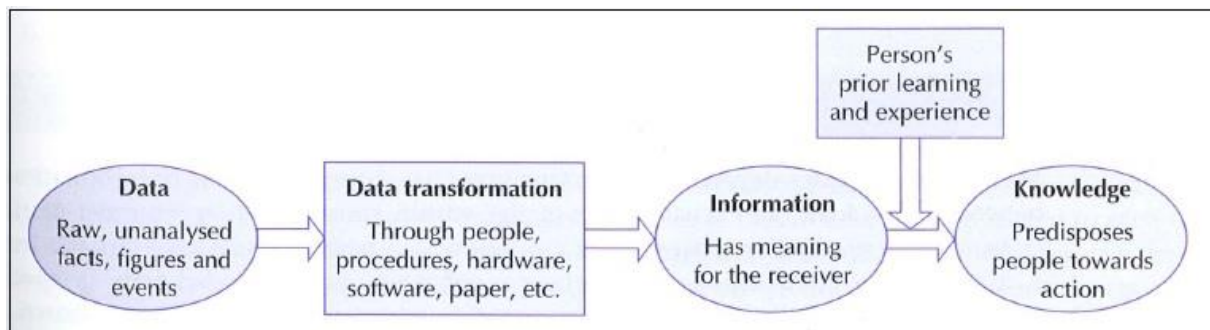 Person's
prior learning
and experience
Data
Raw, unanalysed
facts, figures and
events
Data transformation
Through people,
procedures, hardware,
software, paper, etc.
Information
Has meaning
for the receiver
Knowledge
Predisposes
people towards
action